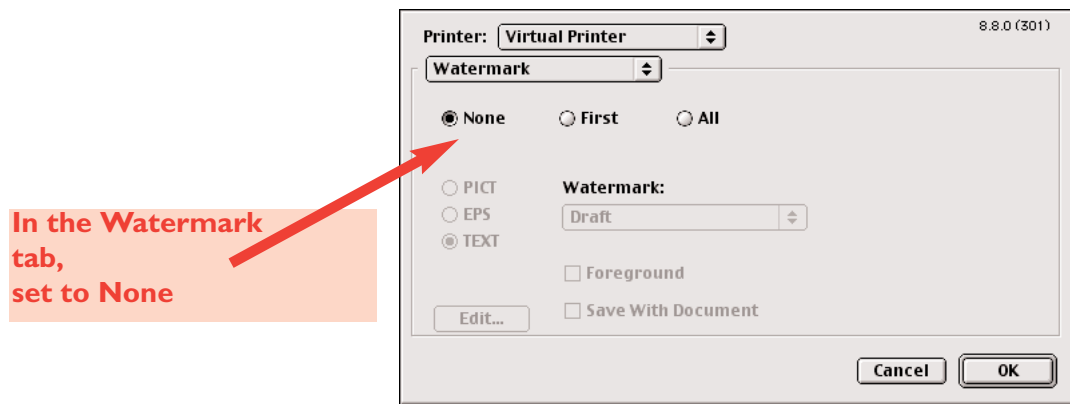 8.8.0 (301)
Printer: Virtual Printer
Watermark
None First All
PICT Watermark:
EPS Draft
TEXT
Foreground
Save With Document
Edit...
Cancel OK
In the Watermark
tab,
set to None